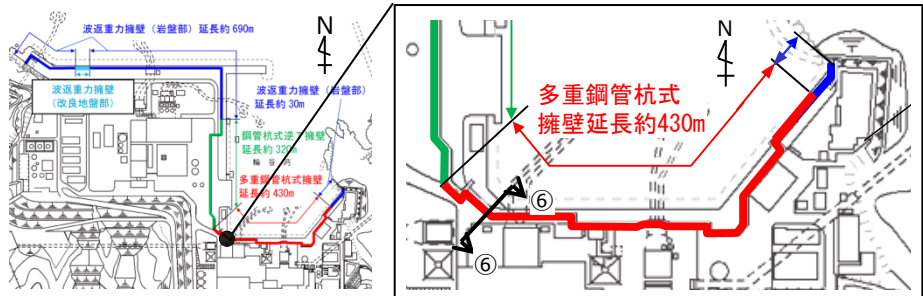 波返重力擁壁（岩盤部）延長約690m
N
波返重力擁壁
（改良地盤部）
波返重力擁壁（岩盤部）
延長約30m
鋼管杭式逆T擁壁
延長約320m
輪谷湾
多重鋼管杭式擁壁
延長約430m
N
多重鋼管杭式
擁壁延長約430m
⑥
⑥